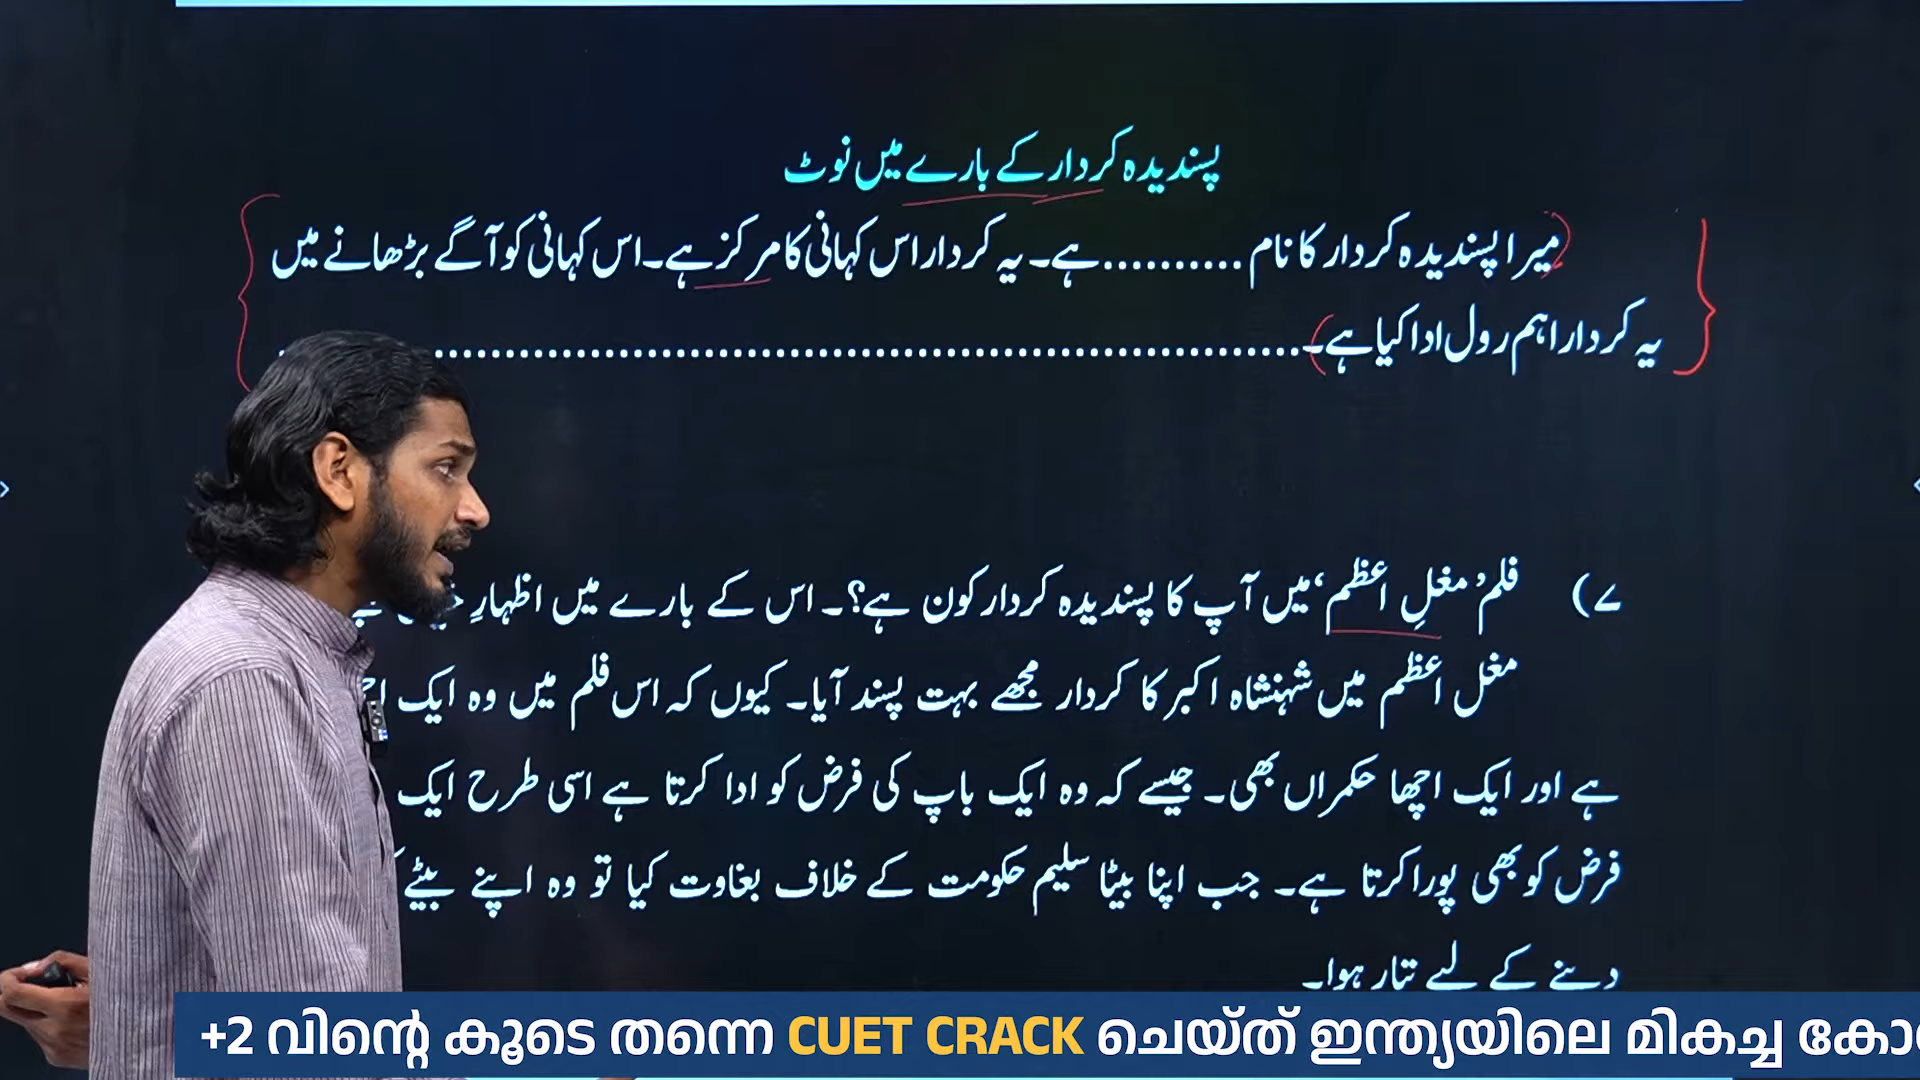 پسندیدہ کردار کے بارے میں نوٹ
میرا پسندیدہ کردار کا نام .......... ہے۔ یہ کردار اس کہانی کا مرکز ہے۔ اس کہانی کو آگے بڑھانے میں
یہ کردار اہم رول ادا کیا ہے۔............................................................
۷) فلم ’مغلِ اعظم‘ میں آپ کا پسندیدہ کردار کون ہے؟۔ اس کے بارے میں اظہارِ
مغل اعظم میں شہنشاہ اکبر کا کردار مجھے بہت پسند آیا۔ کیوں کہ اس فلم میں وہ ایک
ہے اور ایک اچھا حکمراں بھی۔ جیسے کہ وہ ایک باپ کی فرض کو ادا کرتا ہے اسی طرح ایک
فرض کو بھی پورا کرتا ہے۔ جب اپنا بیٹا سلیم حکومت کے خلاف بغاوت کیا تو وہ اپنے بیٹے
دینے کے لیے تیار ہوا۔
+2 വിന്റെ കൂടെ തന്നെ CUET CRACK ചെയ്ത് ഇന്ത്യയിലെ മികച്ച